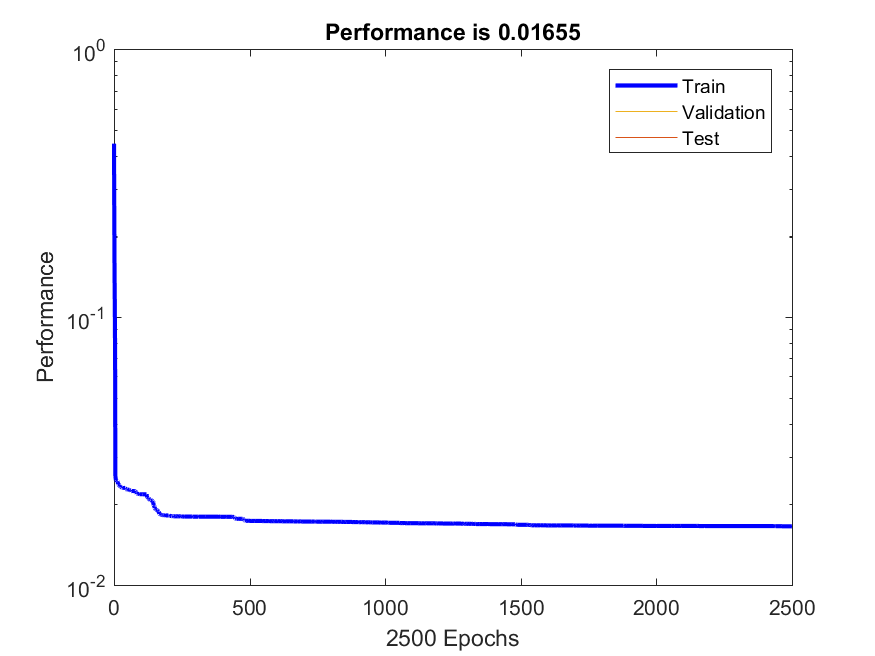 Performance is 0.01655
Train
Validation
Test
Performance
10^0
10^-1
10^-2
0
500
1000
1500
2000
2500
2500 Epochs